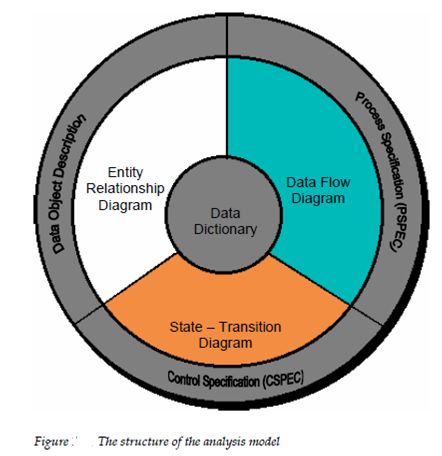 Data Object Description
Process Specification (PSPEC)
Entity
Relationship
Diagram
Data Flow
Diagram
Data
Dictionary
State – Transition
Diagram
Control Specification (CSPEC)
Figure The structure of the analysis model